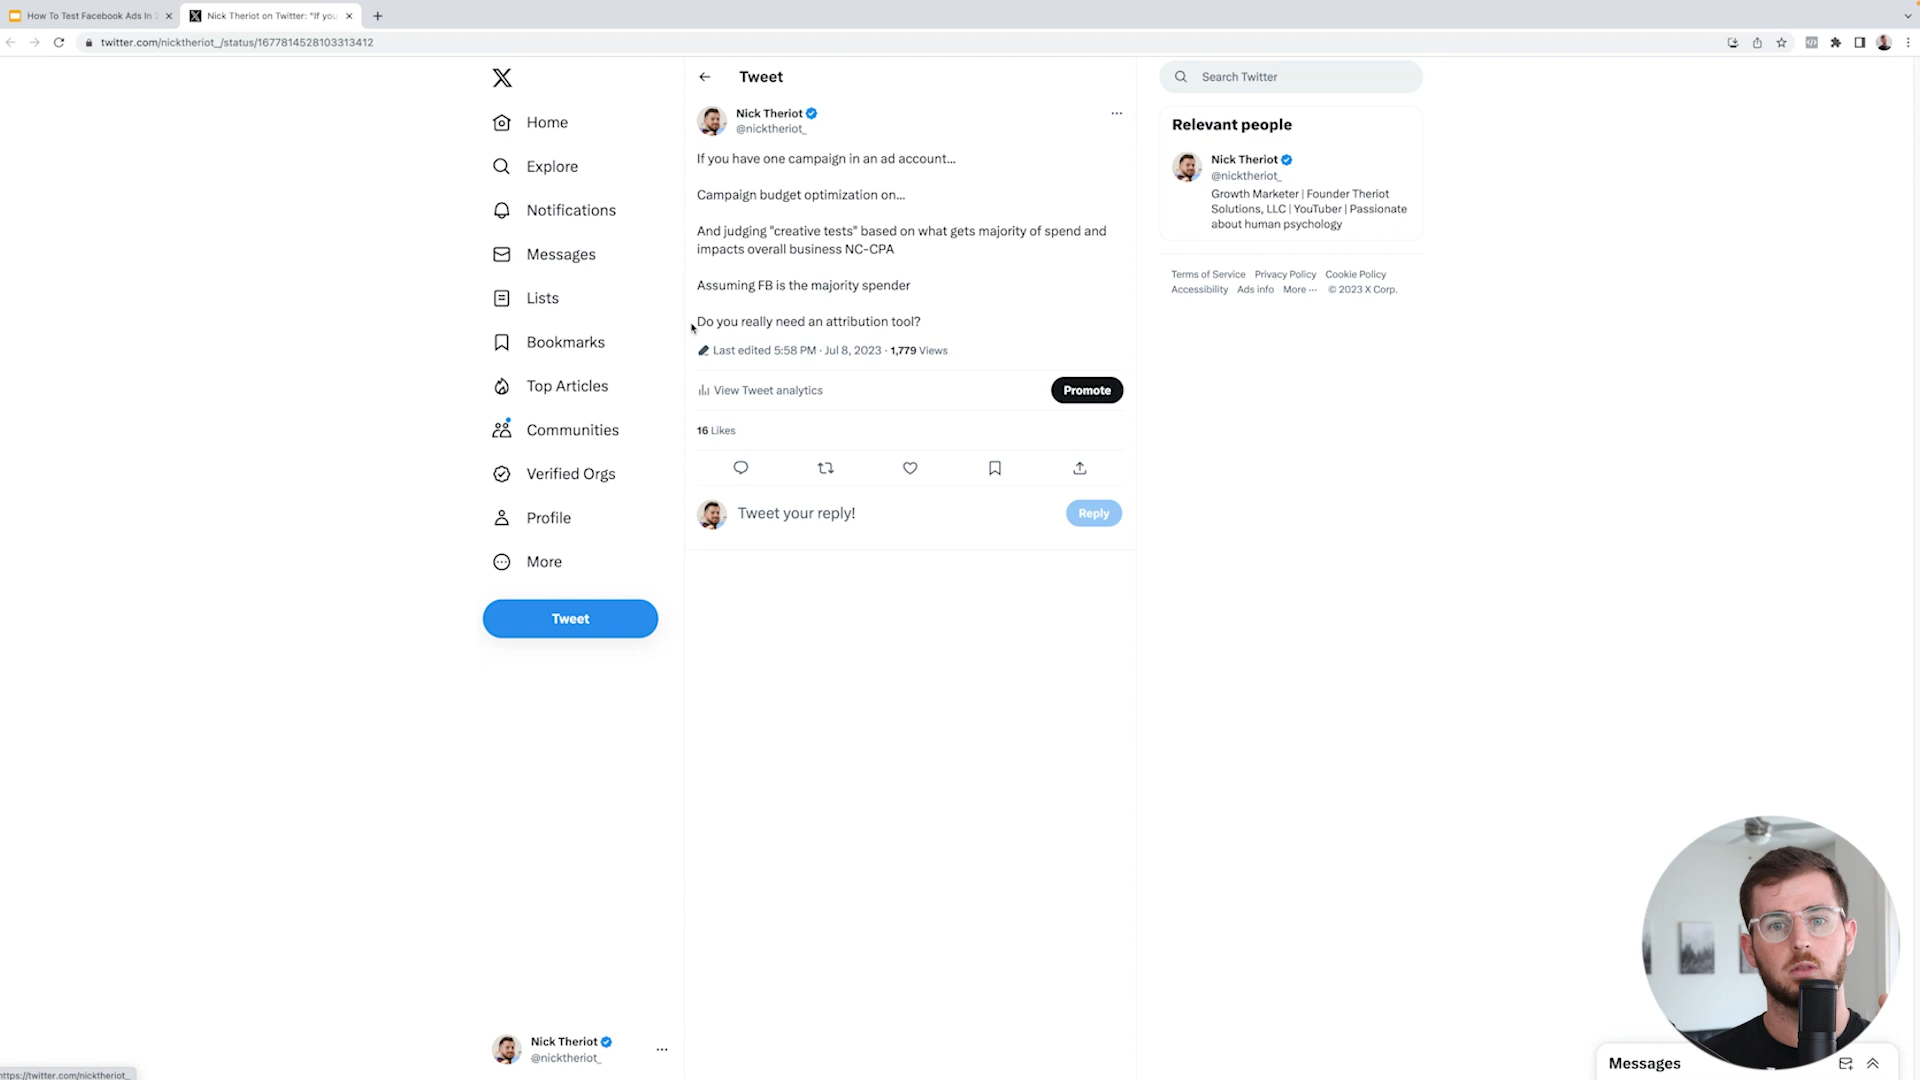 How To Test Facebook Ads In 2
Nick Theriot on Twitter: "If you
twitter.com/nicktheriot_/status/1677814528103313412
Home
Explore
Notifications
Messages
Lists
Bookmarks
Top Articles
Communities
Verified Orgs
Profile
More
Tweet
Nick Theriot
@nicktheriot_
Tweet
Nick Theriot
@nicktheriot_
If you have one campaign in an ad account...
Campaign budget optimization on...
And judging "creative tests" based on what gets majority of spend and
impacts overall business NC-CPA
Assuming FB is the majority spender
Do you really need an attribution tool?
Last edited 5:58 PM · Jul 8, 2023 · 1,779 Views
View Tweet analytics
Promote
16 Likes
Tweet your reply!
Reply
Search Twitter
Relevant people
Nick Theriot
@nicktheriot_
Growth Marketer | Founder Theriot
Solutions, LLC | YouTuber | Passionate
about human psychology
Terms of Service Privacy Policy Cookie Policy
Accessibility Ads info More ··· © 2023 X Corp.
Messages
https://twitter.com/nicktheriot_